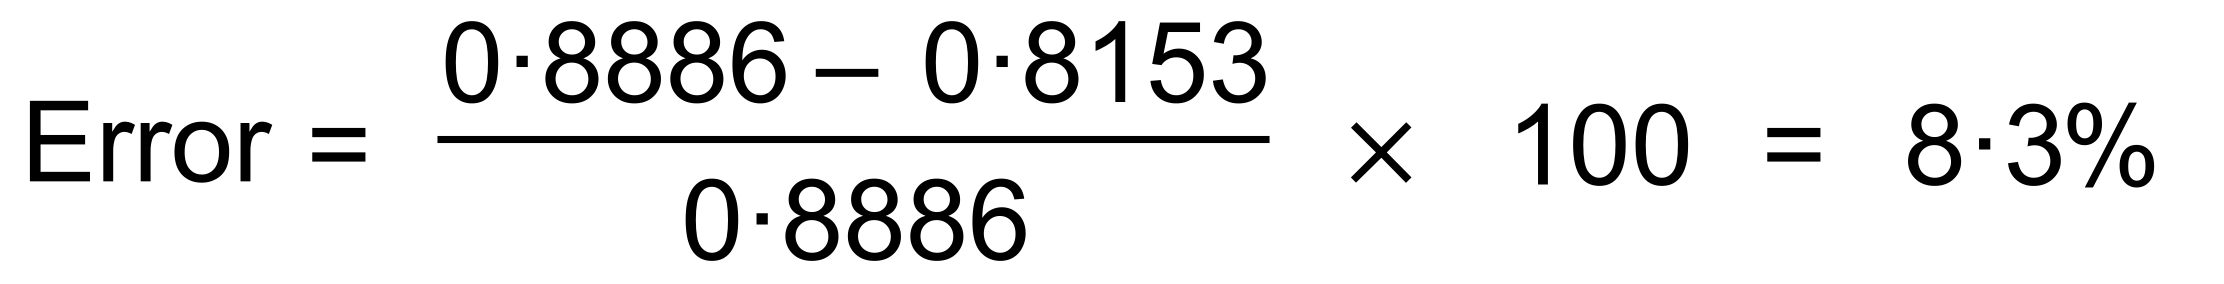 Error = 0·8886 – 0·8153 / 0·8886 × 100 = 8·3%